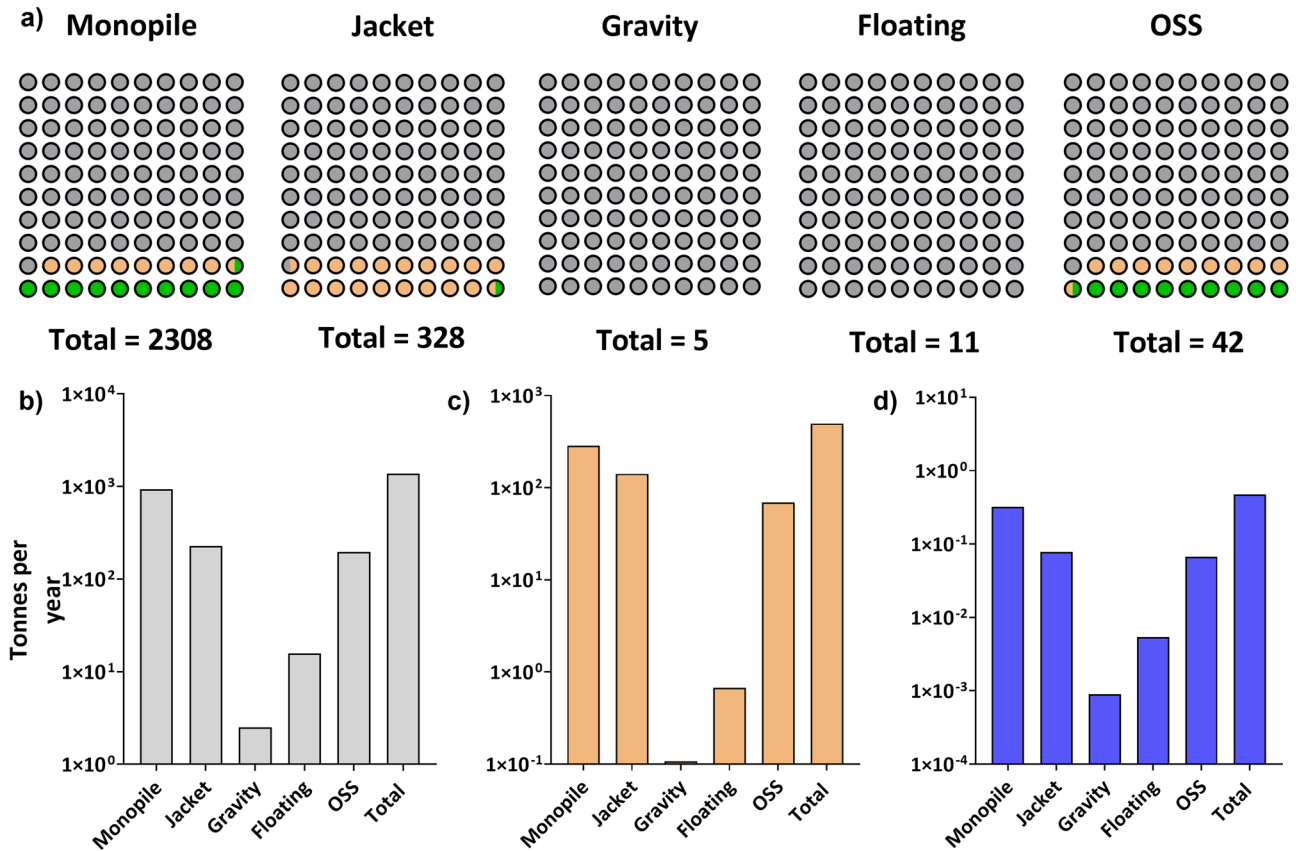 a)
Monopile
Jacket
Gravity
Floating
OSS
Total = 2308
Total = 328
Total = 5
Total = 11
Total = 42
b)
Tonnes per
year
1×10⁴
1×10³
1×10²
1×10¹
1×10⁰
Monopile
Jacket
Gravity
Floating
OSS
Total
c)
1×10³
1×10²
1×10¹
1×10⁰
1×10⁻¹
Monopile
Jacket
Gravity
Floating
OSS
Total
d)
1×10¹
1×10⁰
1×10⁻¹
1×10⁻²
1×10⁻³
1×10⁻⁴
Monopile
Jacket
Gravity
Floating
OSS
Total